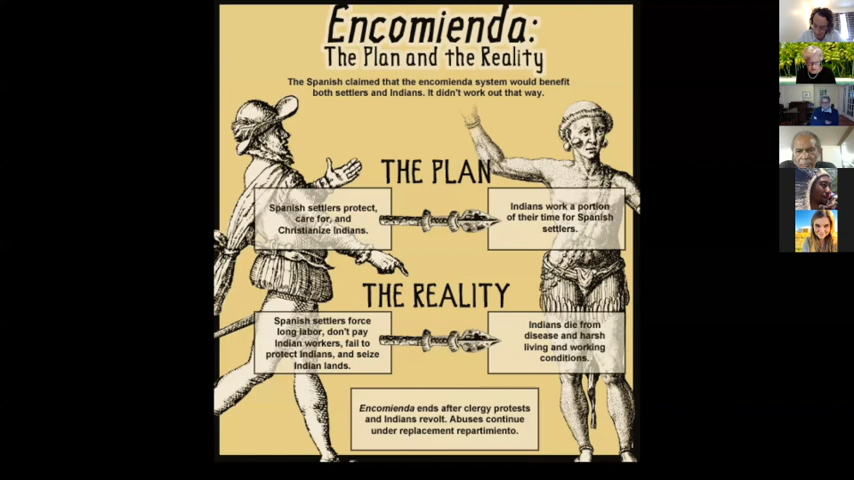 Encomienda:
The Plan and the Reality
The Spanish claimed that the encomienda system would benefit
both settlers and Indians. It didn't work out that way.
THE PLAN
Spanish settlers protect,
care for, and
Christianize Indians.
Indians work a portion
of their time for Spanish
settlers.
THE REALITY
Spanish settlers force
long labor, don't pay
Indian workers, fail to
protect Indians, and seize
Indian lands.
Indians die from
disease and harsh
living and working
conditions.
Encomienda ends after clergy protests
and Indians revolt. Abuses continue
under replacement repartimiento.